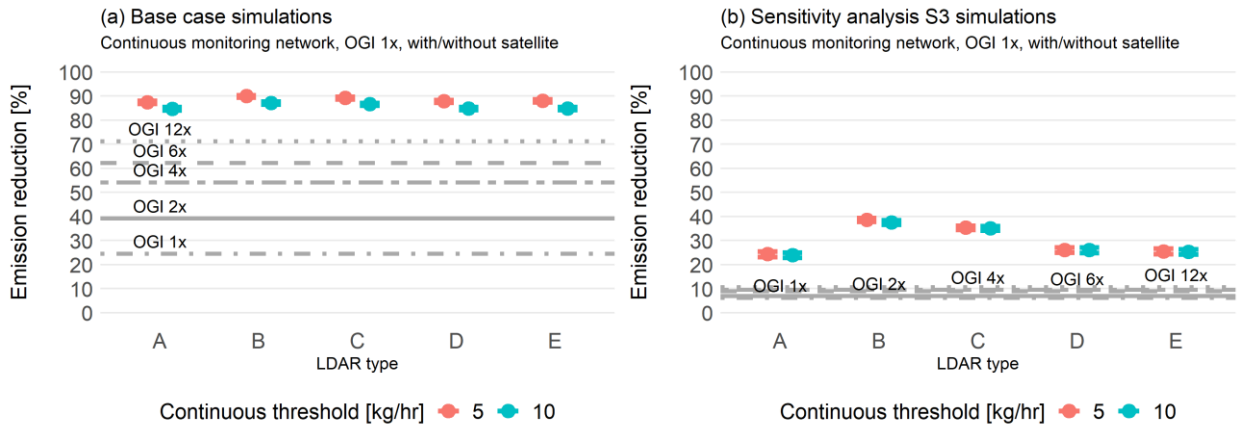 (a) Base case simulations
Continuous monitoring network, OGI 1x, with/without satellite
Emission reduction [%]
100
90
80
70
60
50
40
30
20
10
0
OGI 12x
OGI 6x
OGI 4x
OGI 2x
OGI 1x
A B C D E
LDAR type
Continuous threshold [kg/hr] 5 10
(b) Sensitivity analysis S3 simulations
Continuous monitoring network, OGI 1x, with/without satellite
Emission reduction [%]
100
90
80
70
60
50
40
30
20
10
0
OGI 1x OGI 2x OGI 4x OGI 6x OGI 12x
A B C D E
LDAR type
Continuous threshold [kg/hr] 5 10